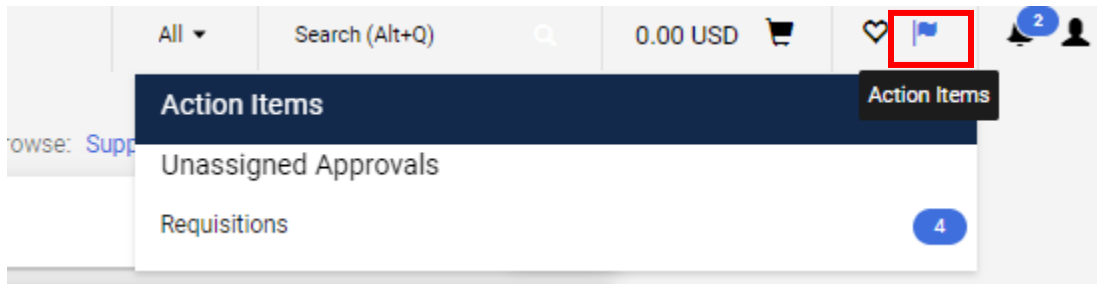 All
Search (Alt+Q)
0.00 USD
2
Action Items
Action Items
rowse: Supp
Unassigned Approvals
Requisitions
4